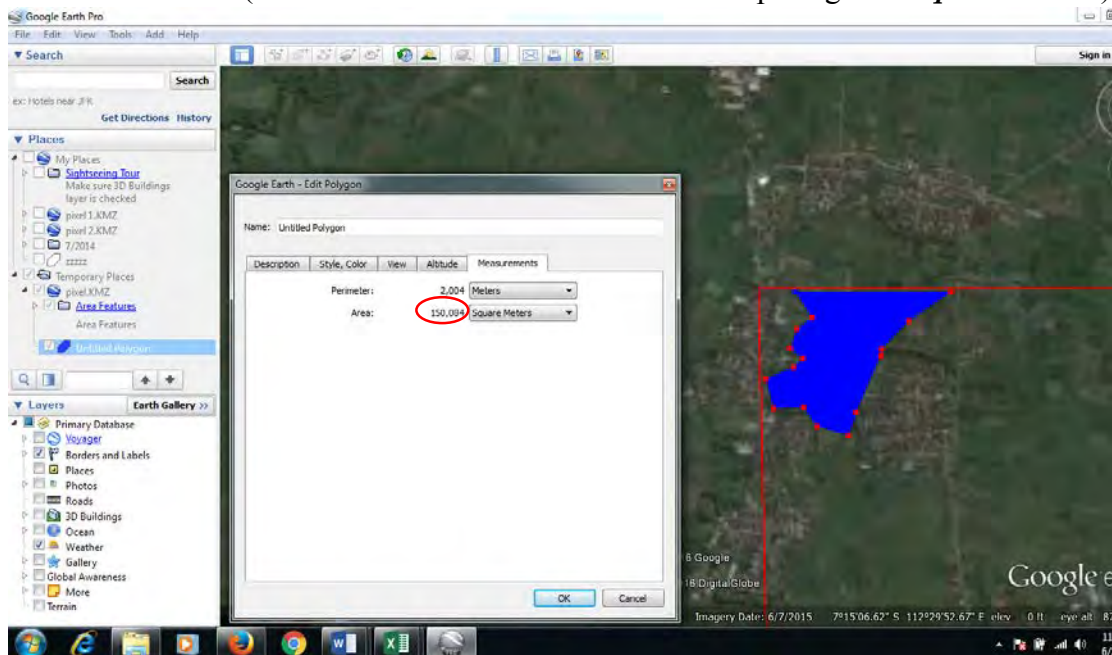 Google Earth Pro
File Edit View Tools Add Help
▼ Search
Sign in
Search
ex: Hotels near JFK
Get Directions History
▼ Places
My Places
Sightseeing Tour
Make sure 3D Buildings
layer is checked
pixel 1.KMZ
pixel 2.KMZ
7/2014
zzzzz
Temporary Places
pixel.KMZ
Area Features
Area Features
Untitled Polygon
▼ Layers
Earth Gallery >>
Primary Database
Voyager
Borders and Labels
Places
Photos
Roads
3D Buildings
Ocean
Weather
Gallery
Global Awareness
More
Terrain
Google Earth - Edit Polygon
Name: Untitled Polygon
Description Style, Color View Altitude Measurements
Perimeter: 2,004 Meters
Area: 150,094 Square Meters
OK Cancel
6 Google
16 DigitalGlobe
Google e
Imagery Date: 6/7/2015 7°15'06.62" S 112°29'52.67" E elev 0 ft eye alt
11
6/